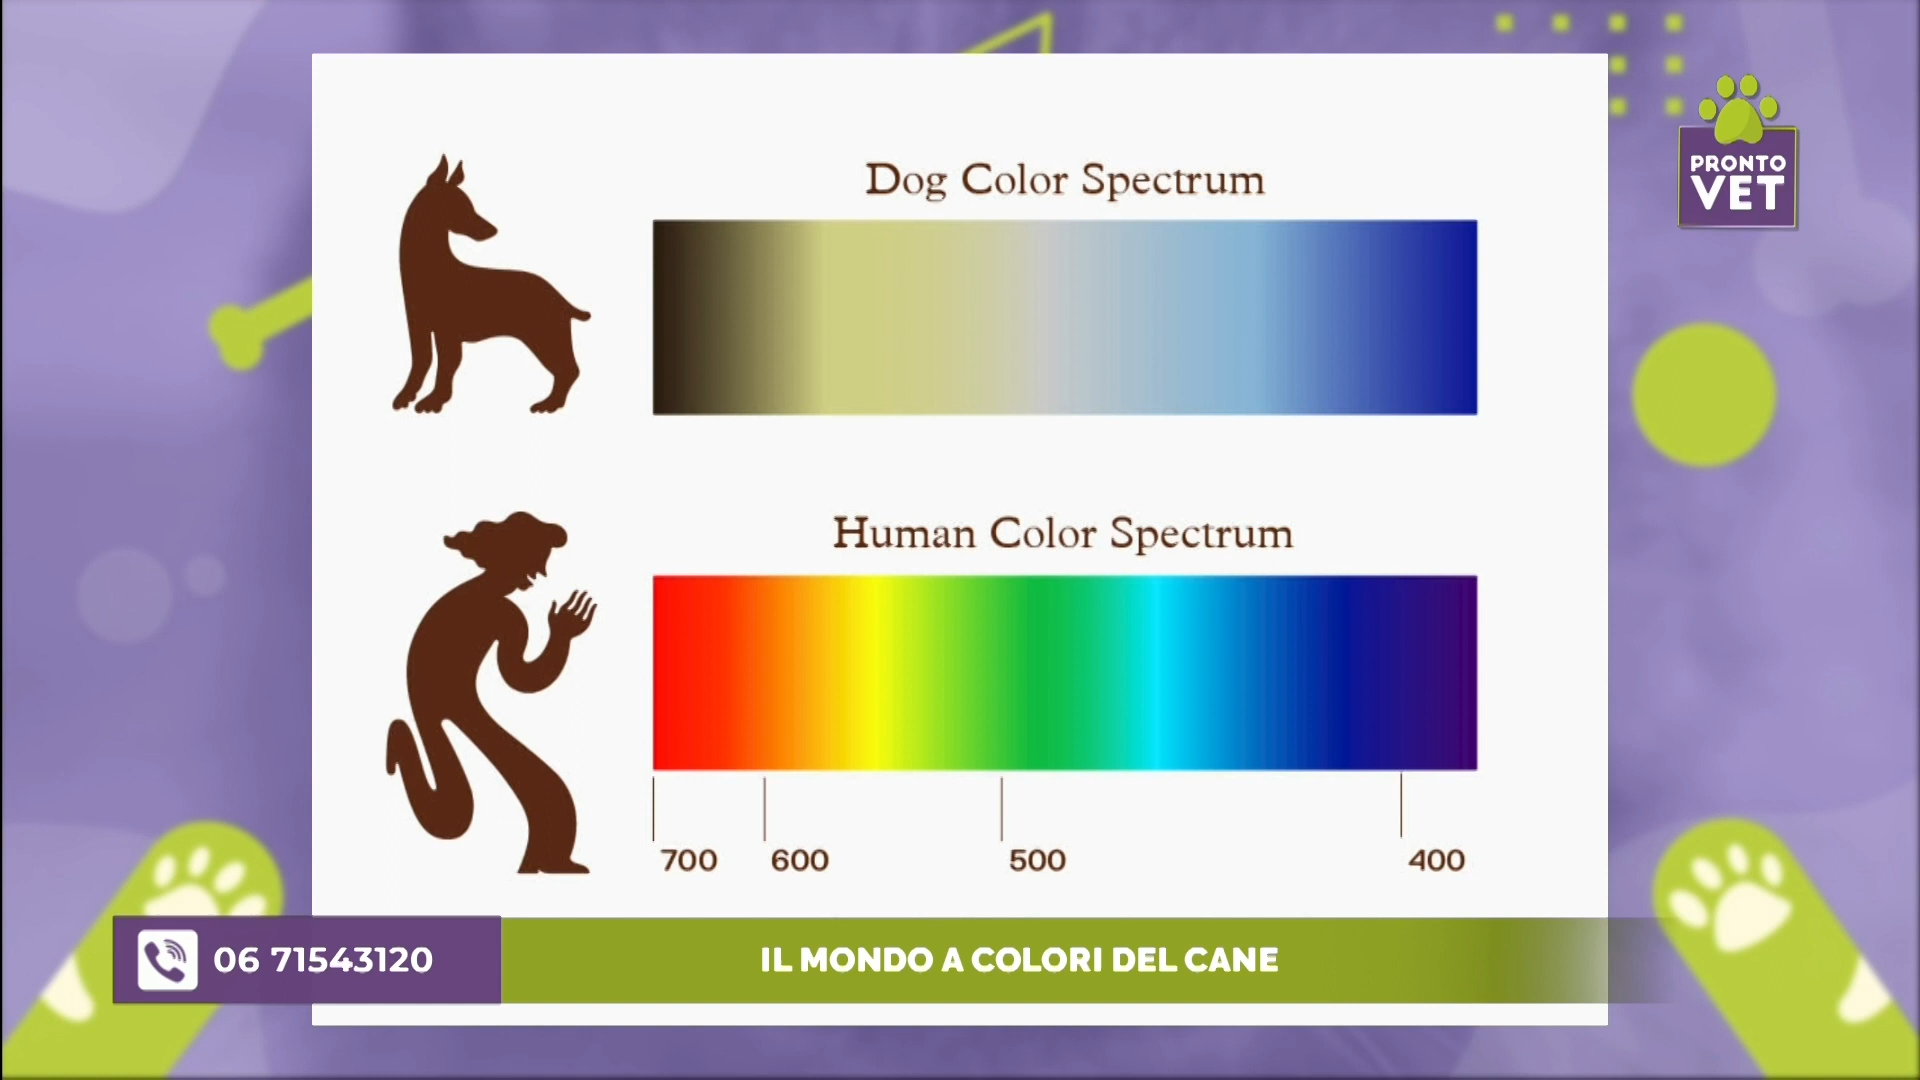 PRONTO
VET
Dog Color Spectrum
Human Color Spectrum
700 600 500 400
06 71543120
IL MONDO A COLORI DEL CANE